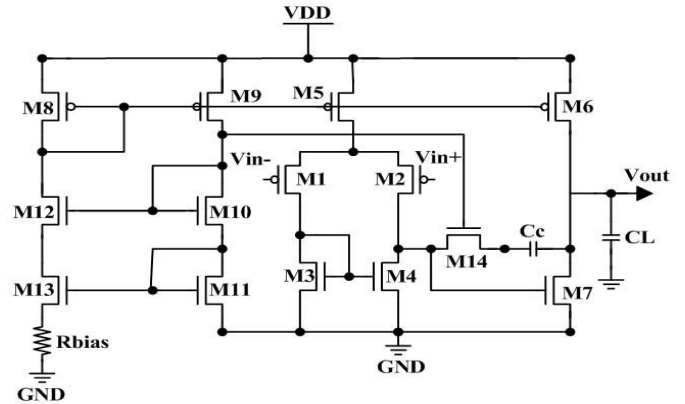 VDD
M8
M9
M5
M6
Vin-
M1
M2
Vin+
Vout
M12
M10
Cc
CL
M14
M13
M11
M3
M4
M7
Rbias
GND
GND